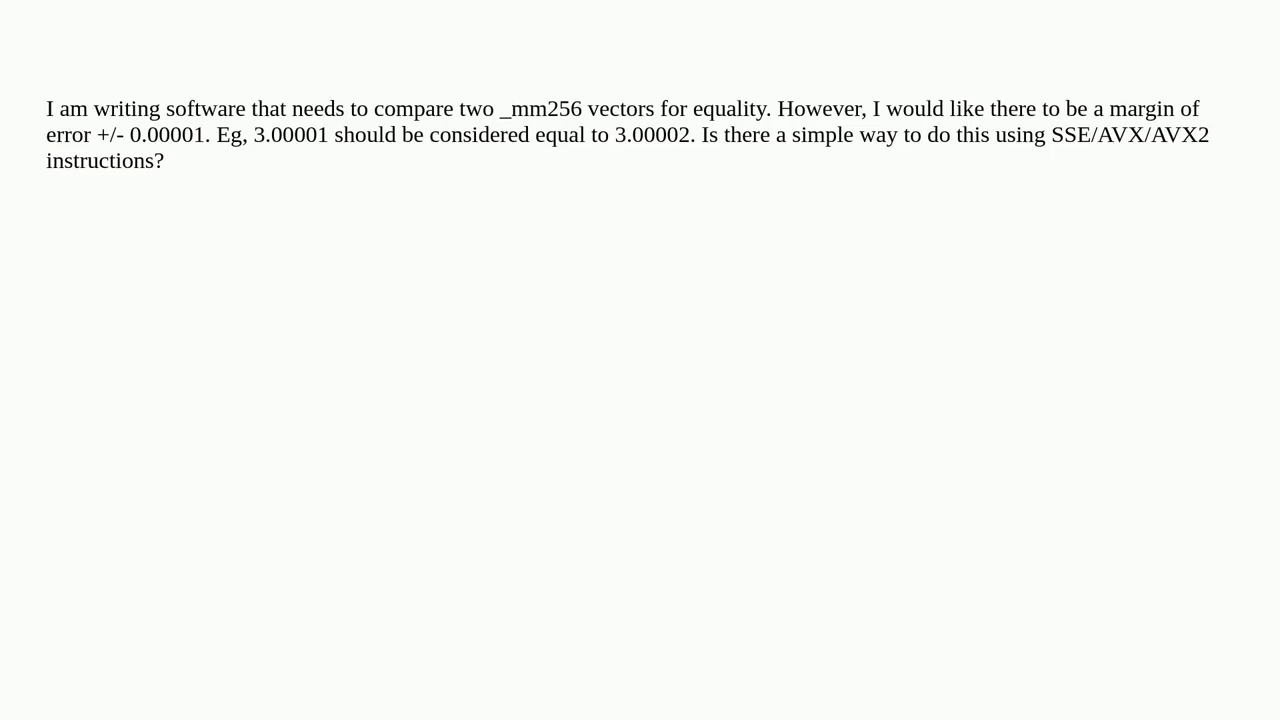 I am writing software that needs to compare two _mm256 vectors for equality. However, I would like there to be a margin of
error +/- 0.00001. Eg, 3.00001 should be considered equal to 3.00002. Is there a simple way to do this using SSE/AVX/AVX2
instructions?